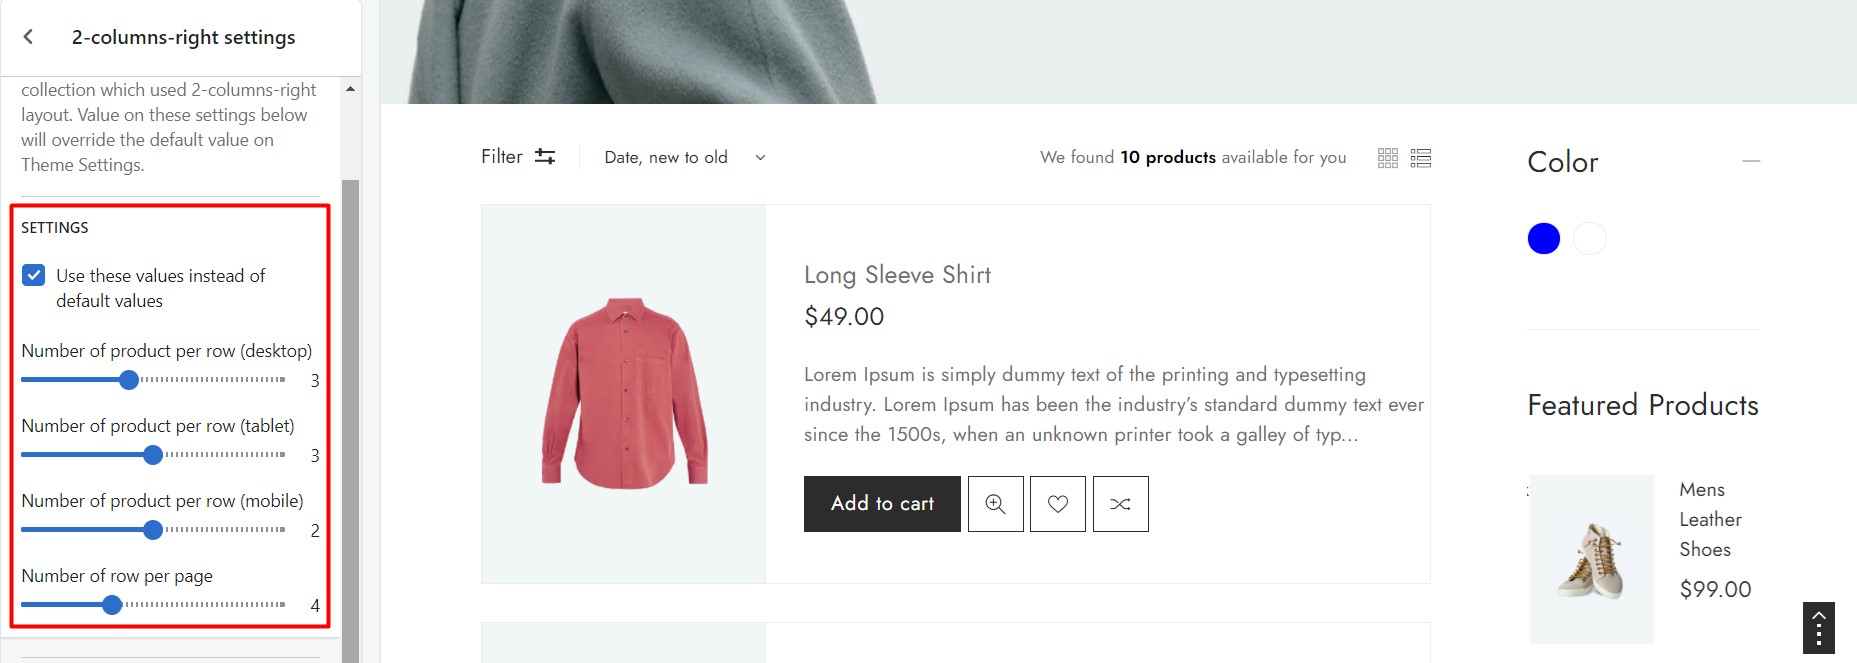 2-columns-right settings
collection which used 2-columns-right
layout. Value on these settings below
will override the default value on
Theme Settings.
SETTINGS
Use these values instead of
default values
Number of product per row (desktop)
3
Number of product per row (tablet)
3
Number of product per row (mobile)
2
Number of row per page
4
Filter
Date, new to old
We found 10 products available for you
Long Sleeve Shirt
$49.00
Lorem Ipsum is simply dummy text of the printing and typesetting
industry. Lorem Ipsum has been the industry’s standard dummy text ever
since the 1500s, when an unknown printer took a galley of typ...
Add to cart
Color
Featured Products
Mens
Leather
Shoes
$99.00